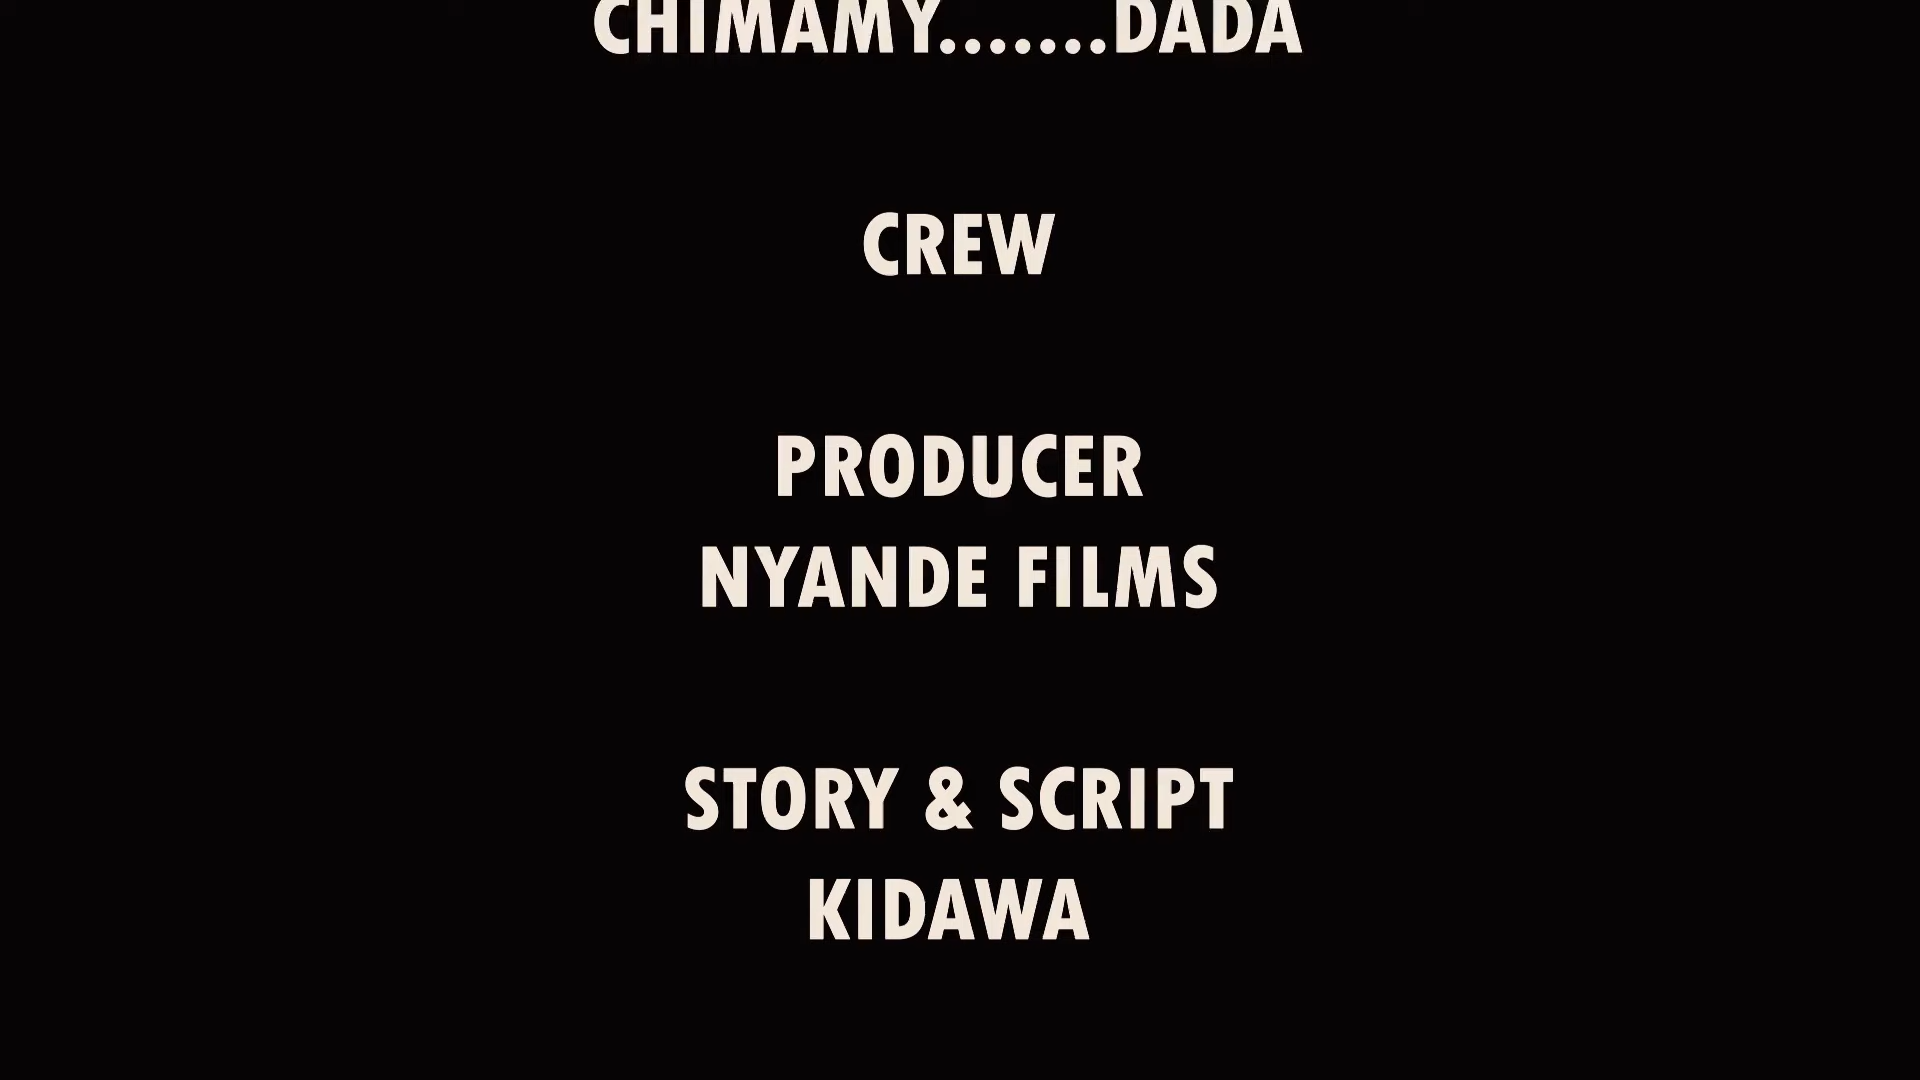 CHIMAMY.......DADA
CREW
PRODUCER
NYANDE FILMS
STORY & SCRIPT
KIDAWA